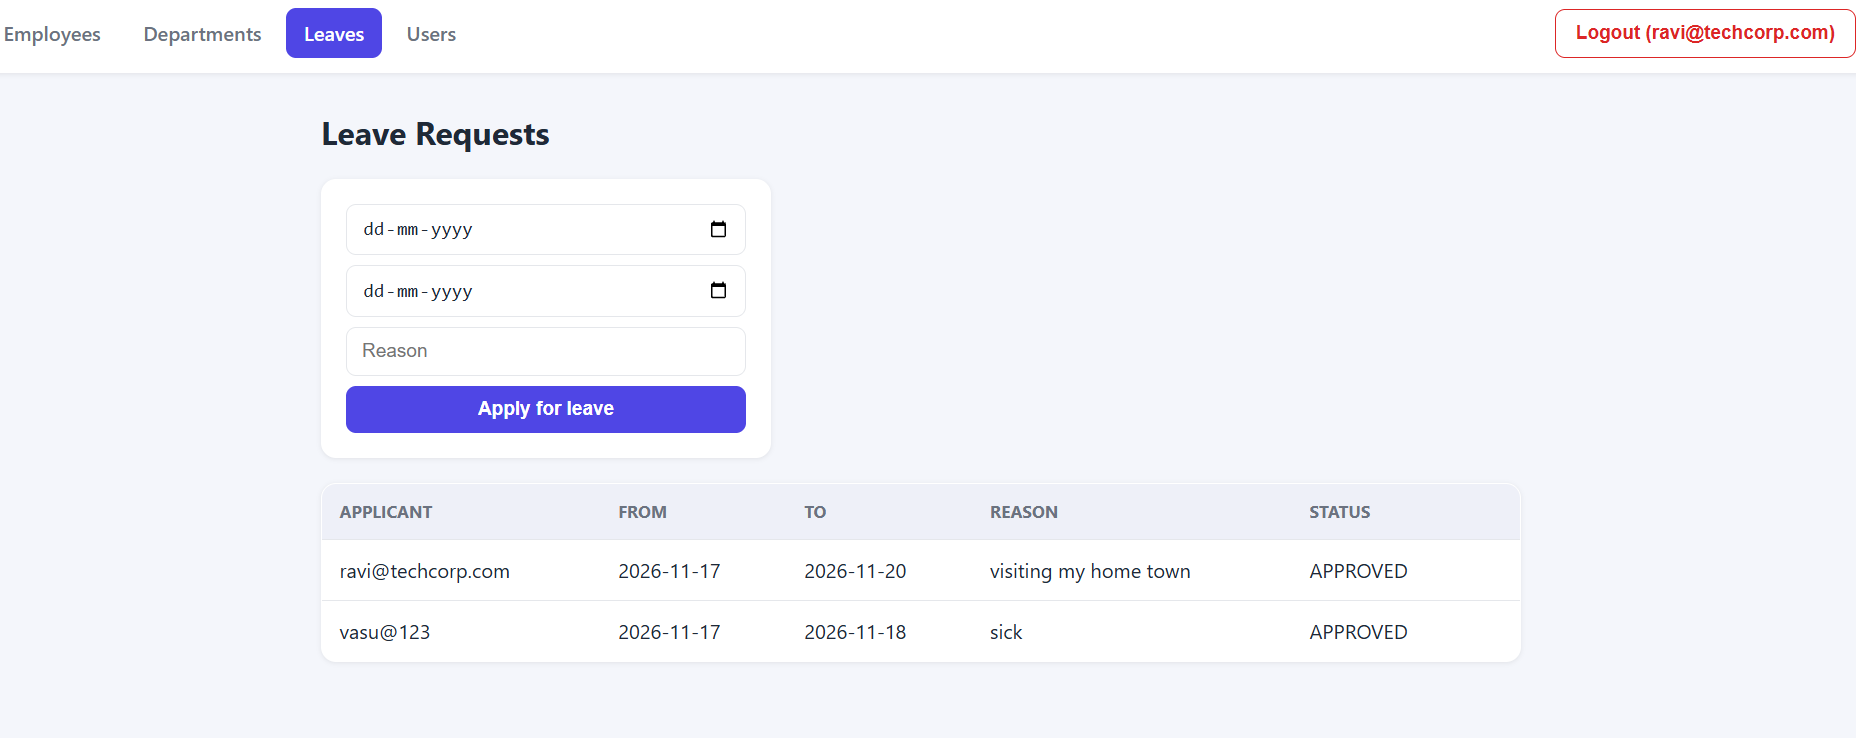 Employees Departments Leaves Users Logout (ravi@techcorp.com)
Leave Requests
dd-mm-yyyy
dd-mm-yyyy
Reason
Apply for leave
APPLICANT FROM TO REASON STATUS
ravi@techcorp.com 2026-11-17 2026-11-20 visiting my home town APPROVED
vasu@123 2026-11-17 2026-11-18 sick APPROVED